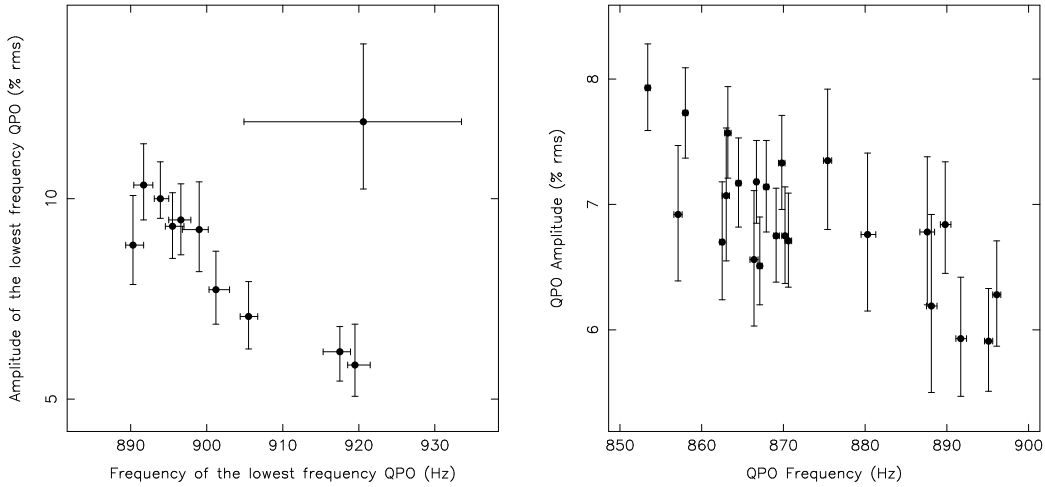 Amplitude of the lowest frequency QPO (% rms)
10
5
890 900 910 920 930
Frequency of the lowest frequency QPO (Hz)
QPO Amplitude (% rms)
8
7
6
850 860 870 880 890 900
QPO Frequency (Hz)